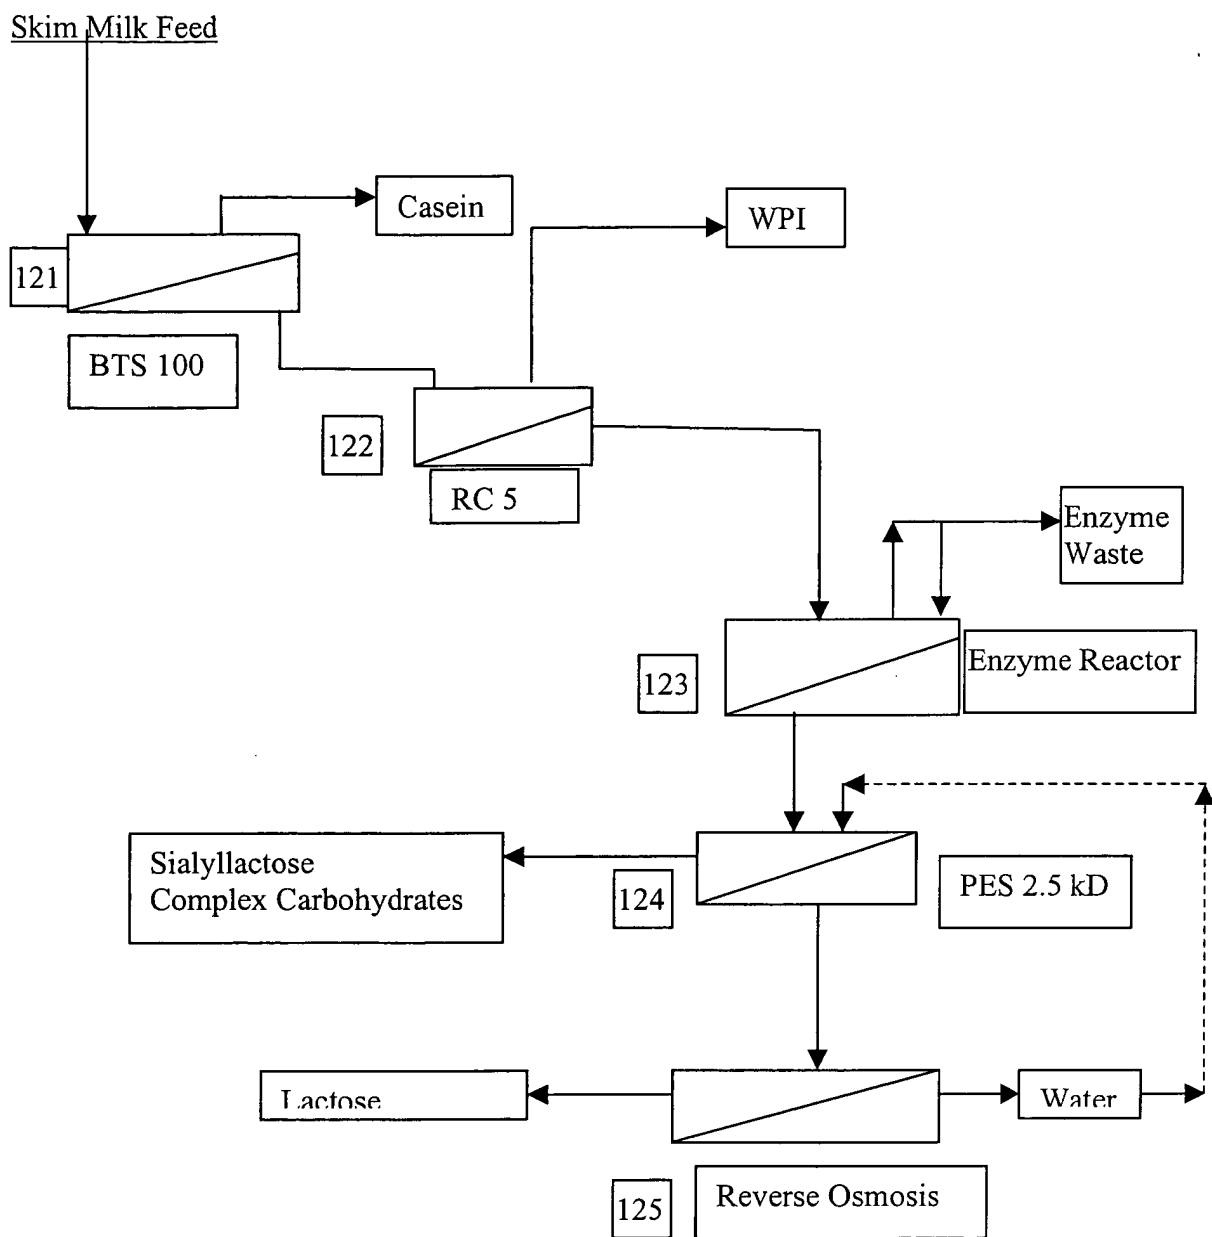 Skim Milk Feed
Casein
WPI
121
BTS 100
122
RC 5
Enzyme
Waste
123
Enzyme Reactor
Sialyllactose
Complex Carbohydrates
124
PES 2.5 kD
Lactose
Water
125
Reverse Osmosis